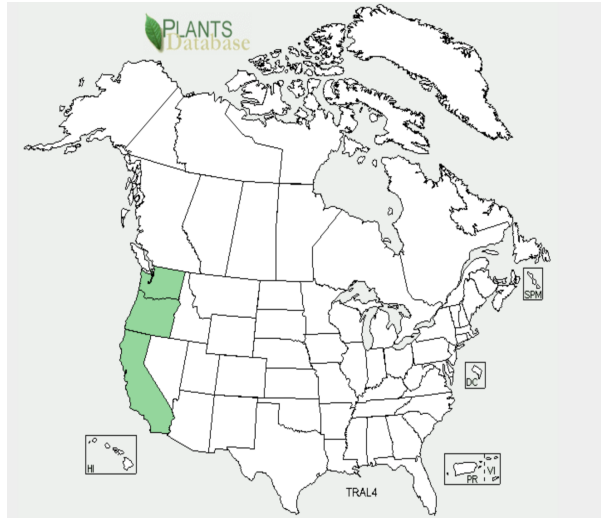 PLANTS
Database
SPM
DC
HI
PR
VI
TRAL4